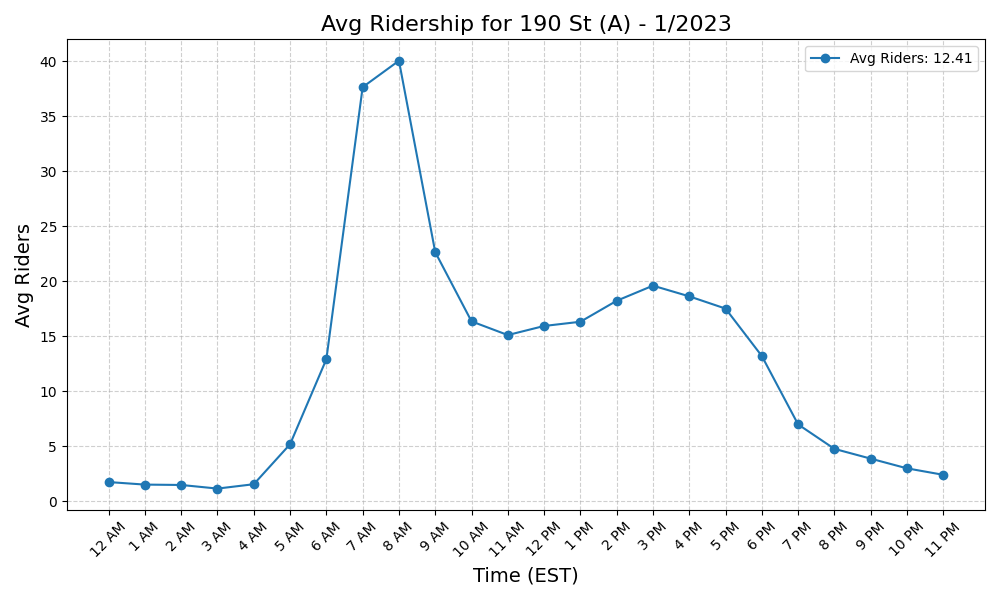 Avg Ridership for 190 St (A) - 1/2023
Avg Riders: 12.41
Avg Riders
40
35
30
25
20
15
10
5
0
12 AM
1 AM
2 AM
3 AM
4 AM
5 AM
6 AM
7 AM
8 AM
9 AM
10 AM
11 AM
12 PM
1 PM
2 PM
3 PM
4 PM
5 PM
6 PM
7 PM
8 PM
9 PM
10 PM
11 PM
Time (EST)